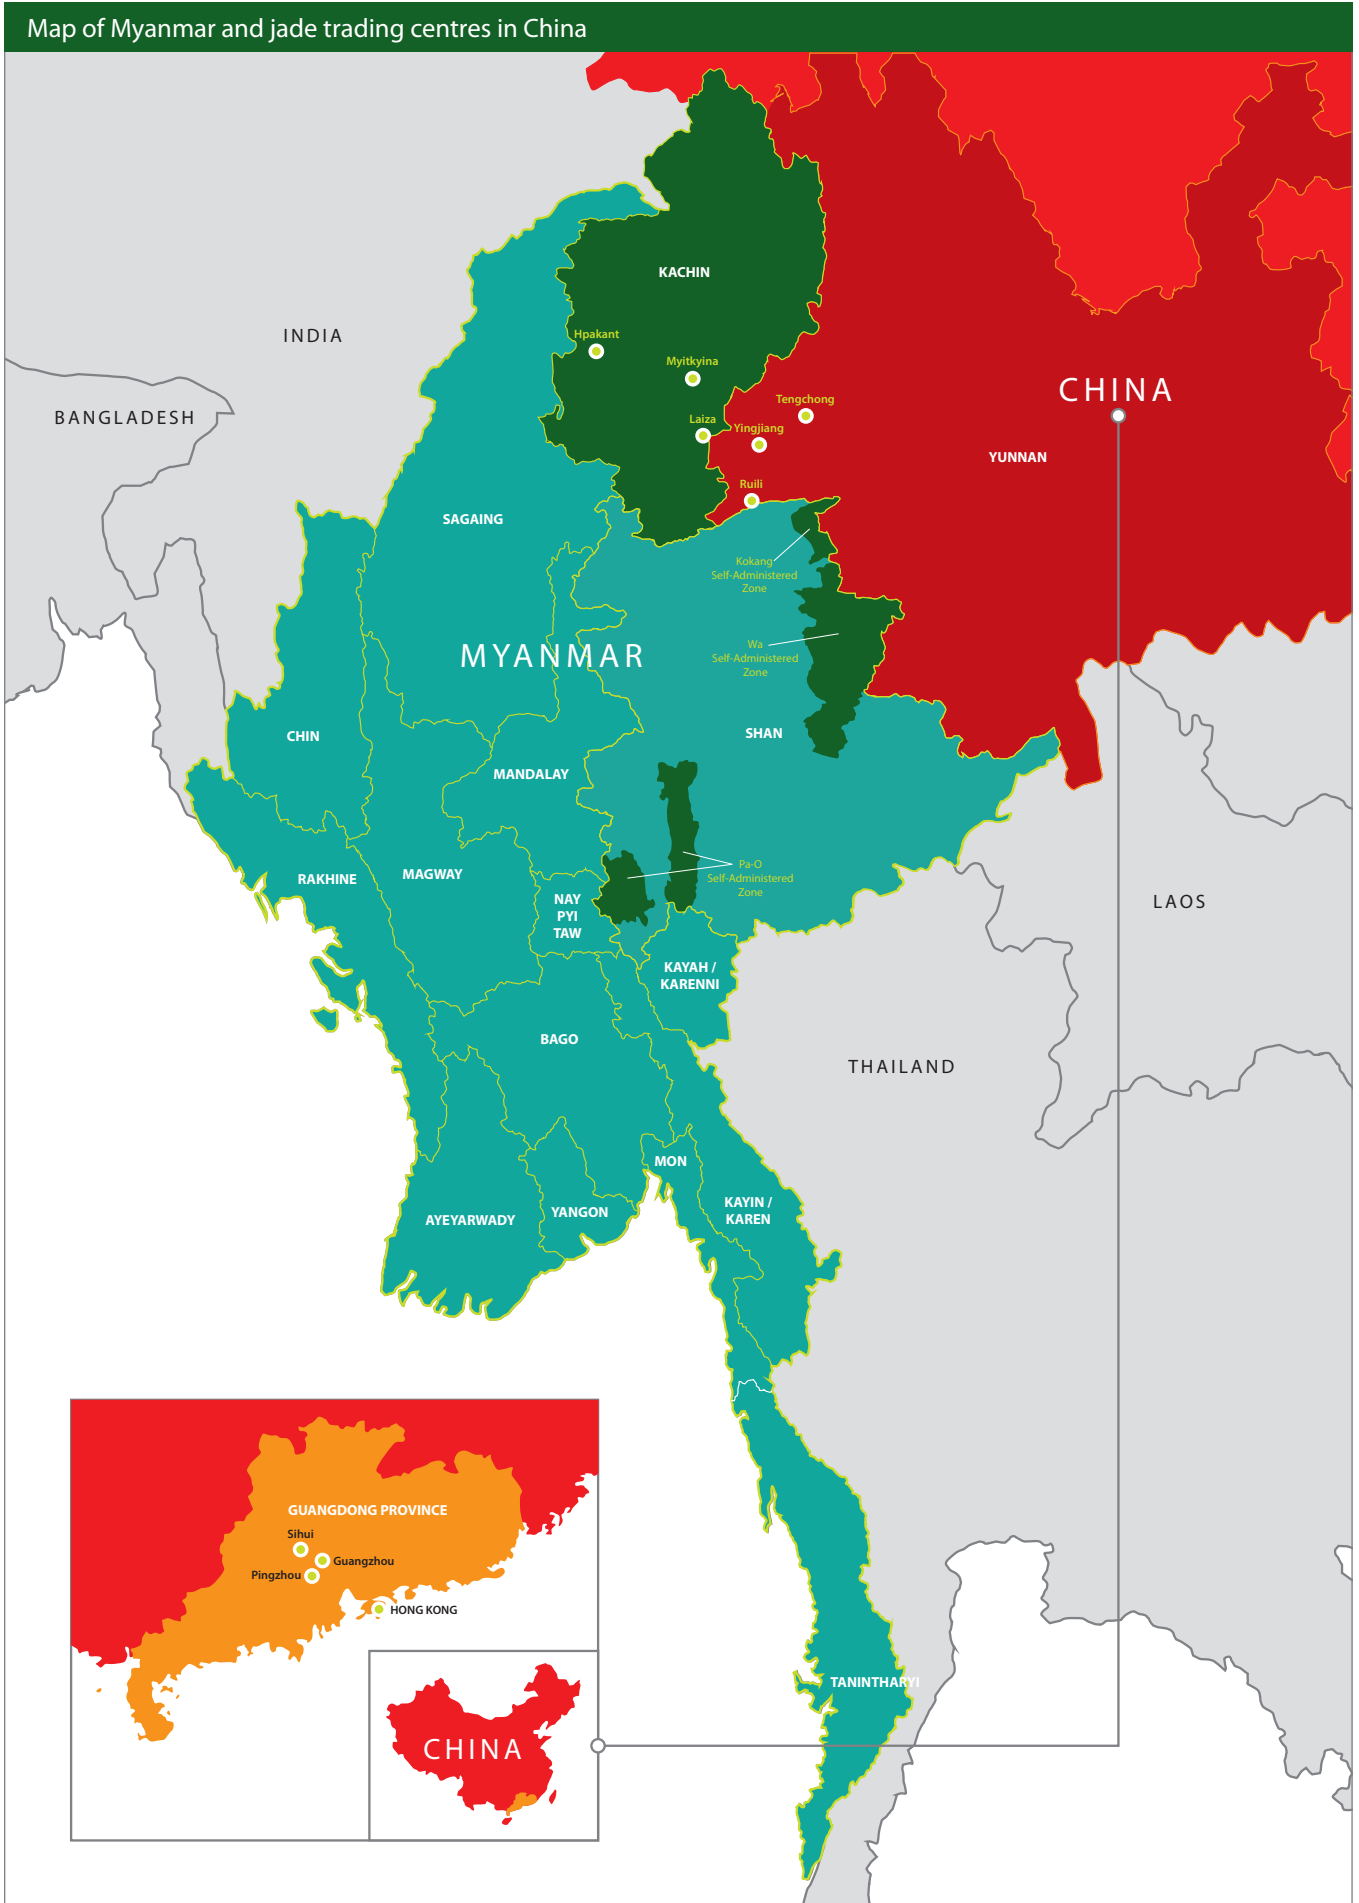 Map of Myanmar and jade trading centres in China
KACHIN
INDIA
Hpakant
Myitkyina
CHINA
Tengchong
BANGLADESH
Laiza
Yingjiang
YUNNAN
Ruili
SAGAING
Kokang
Self-Administered
Zone
MYANMAR
Wa
Self-Administered
Zone
CHIN
SHAN
MANDALAY
RAKHINE
MAGWAY
Pa-O
Self-Administered
Zone
NAY
PYI
TAW
LAOS
KAYAH /
KARENNI
BAGO
THAILAND
MON
AYEYARWADY
YANGON
KAYIN /
KAREN
GUANGDONG PROVINCE
Sihui
Guangzhou
Pingzhou
HONG KONG
TANINTHARYI
CHINA